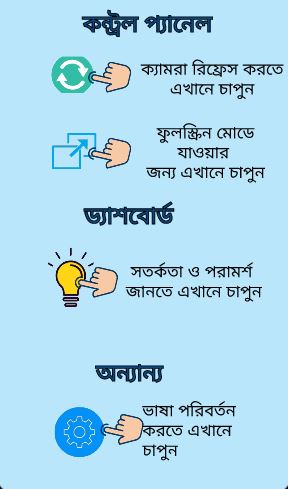 কন্ট্রল প্যানেল
ক্যামরা রিফ্রেস করতে
এখানে চাপুন
ফুলস্ক্রিন মোডে
যাওয়ার
জন্য এখানে চাপুন
ড্যাশবোর্ড
সতর্কতা ও পরামর্শ
জানতে এখানে চাপুন
অন্যান্য
ভাষা পরিবর্তন
করতে এখানে
চাপুন